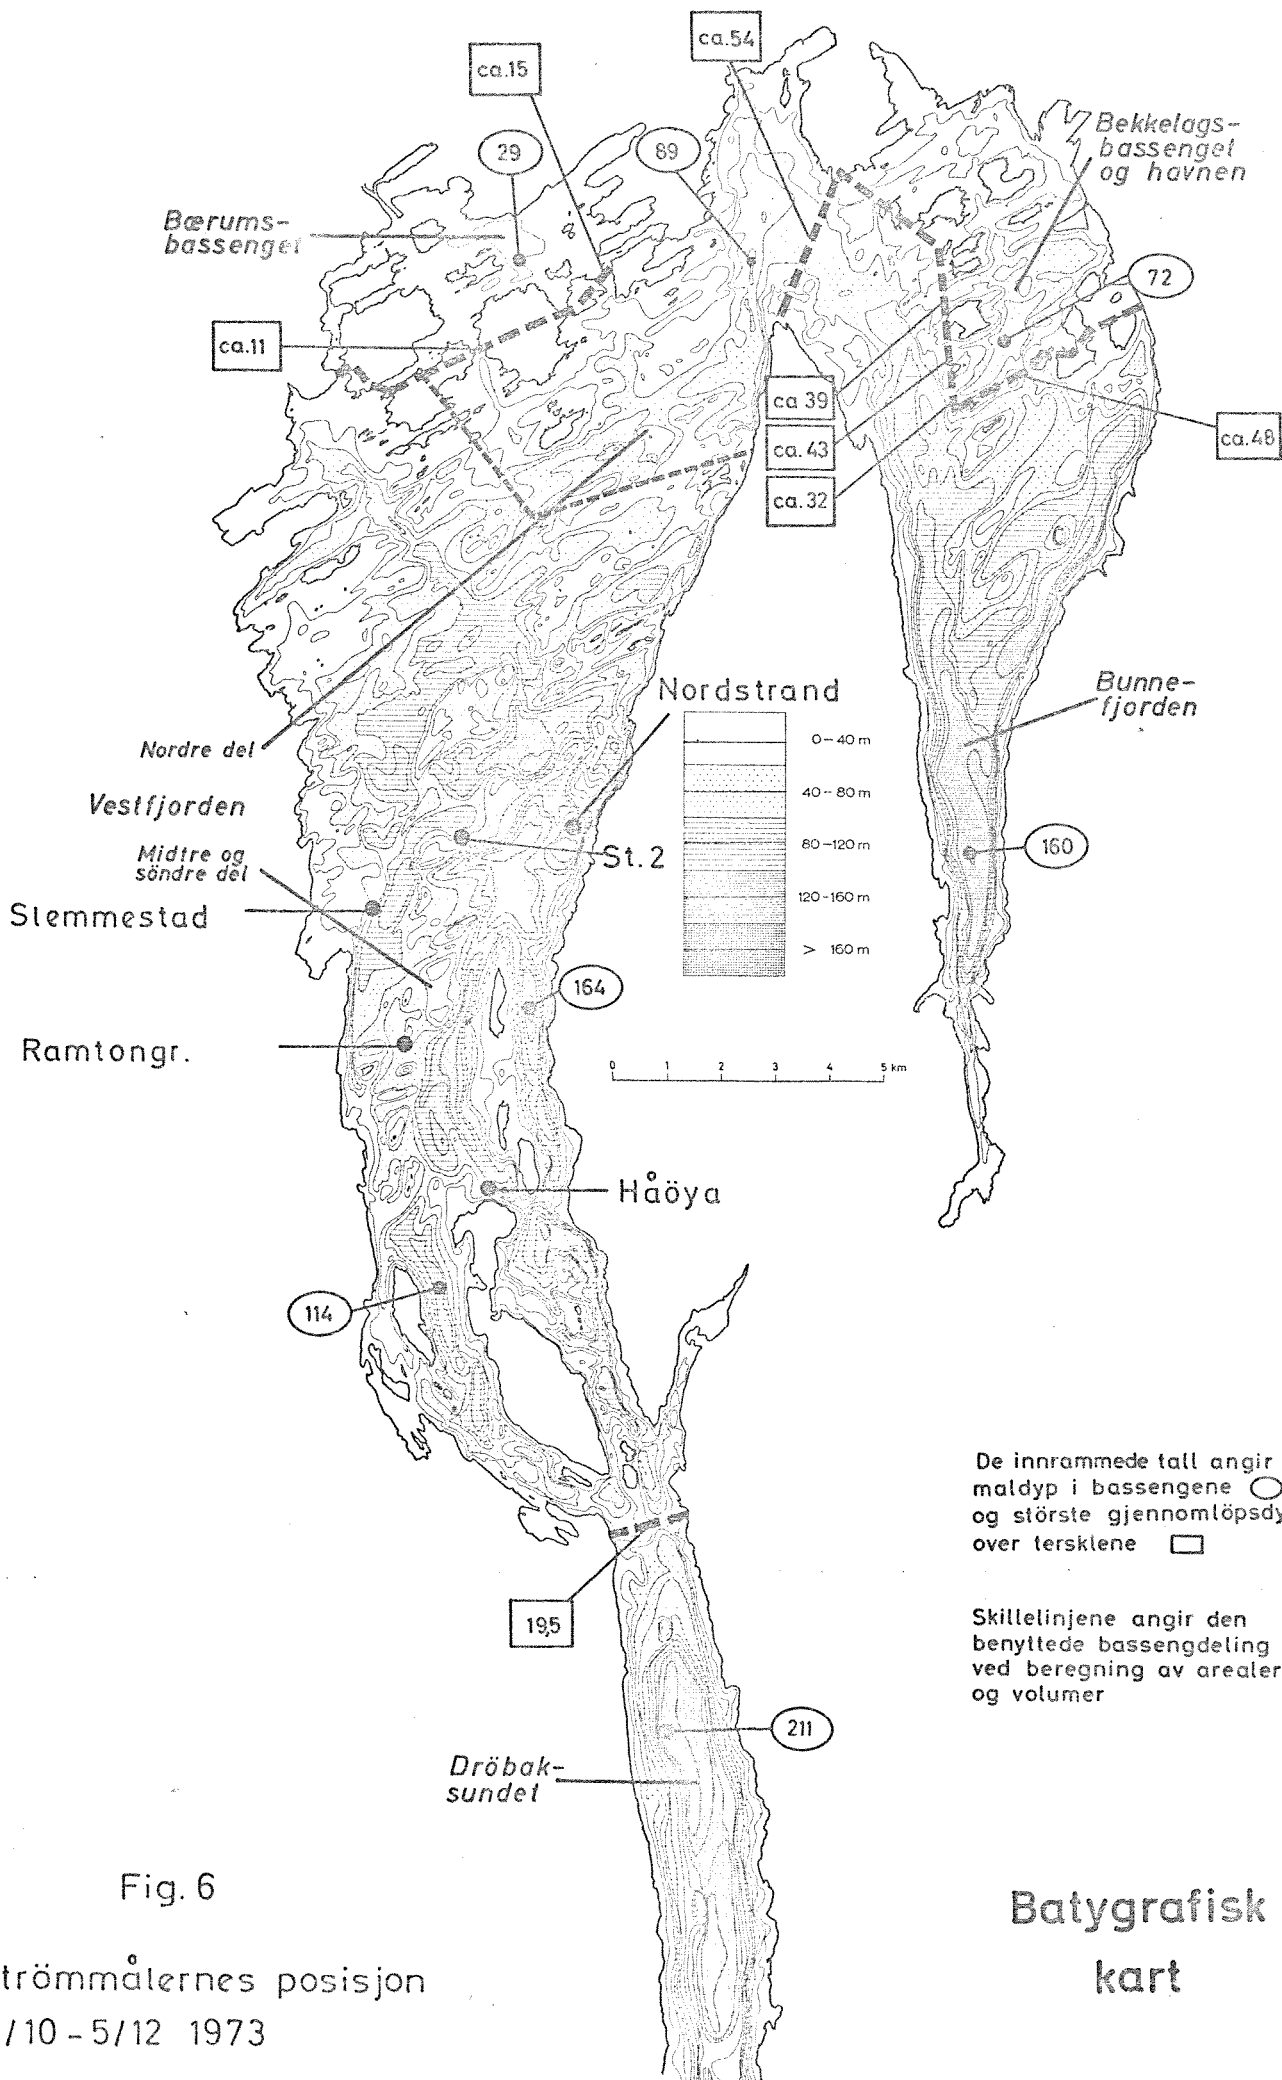 ca.54
ca.15
29
89
Bekkelags-
bassenget
og havnen
Bærums-
bassenget
72
ca.11
ca 39
ca.43
ca.32
ca.48
Nordstrand
Bunne-
fjorden
0-40 m
40-80 m
80-120 m
120-160 m
> 160 m
Nordre del
Vestfjorden
Midtre og
söndre del
St.2
160
Slemmestad
164
Ramtongr.
0 1 2 3 4 5 km
Håöya
114
De innrammede tall angir
maldyp i bassengene
og störste gjennomlöpsdy
over tersklene
19,5
Skillelinjene angir den
benyttede bassengdeling
ved beregning av arealer
og volumer
211
Dröbak-
sundet
Fig. 6
trömmålernes posisjon
/10 - 5/12 1973
Batygrafisk
kart